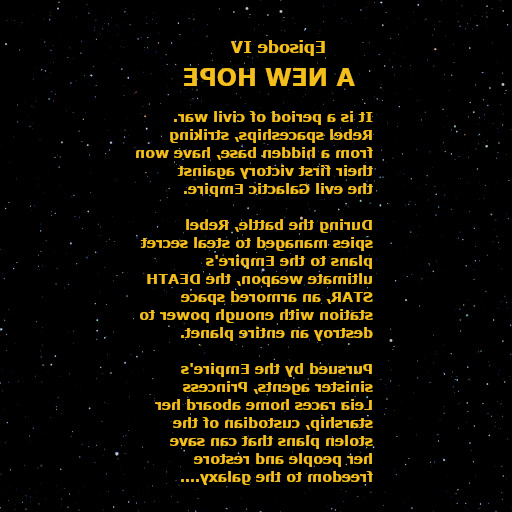 Episode IV
A NEW HOPE
It is a period of civil war.
Rebel spaceships, striking
from a hidden base, have won
their first victory against
the evil Galactic Empire.
During the battle, Rebel
spies managed to steal secret
plans to the Empire's
ultimate weapon, the DEATH
STAR, an armored space
station with enough power to
destroy an entire planet.
Pursued by the Empire's
sinister agents, Princess
Leia races home aboard her
starship, custodian of the
stolen plans that can save
her people and restore
freedom to the galaxy....